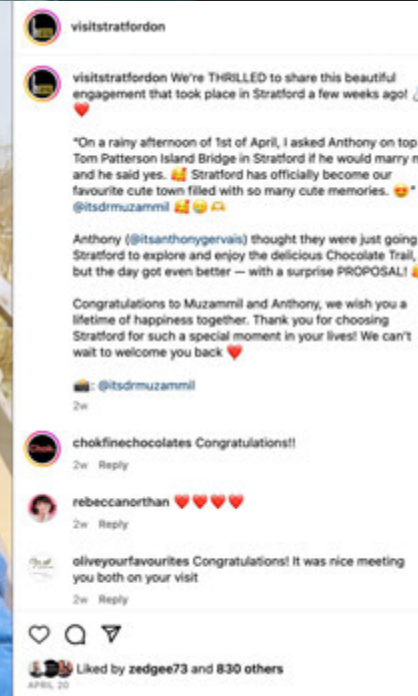 visitstratfordon
visitstratfordon We're THRILLED to share this beautiful
engagement that took place in Stratford a few weeks ago!
❤️
"On a rainy afternoon of 1st of April, I asked Anthony on top
Tom Patterson Island Bridge in Stratford if he would marry
and he said yes. 🥰 Stratford has officially become our
favourite cute town filled with so many cute memories. 😍"
@itsdrmuzammil 🥰🥹🫶
Anthony (@itsanthonygervais) thought they were just going
Stratford to explore and enjoy the delicious Chocolate Trail,
but the day got even better — with a surprise PROPOSAL!
Congratulations to Muzammil and Anthony, we wish you a
lifetime of happiness together. Thank you for choosing
Stratford for such a special moment in your lives! We can't
wait to welcome you back ❤️
📸: @itsdrmuzammil
2w
Chok.
chokfinechocolates Congratulations!!
2w Reply
rebeccanorthan ❤️❤️❤️❤️
2w Reply
oliveyourfavourites Congratulations! It was nice meeting
you both on your visit
2w Reply
Liked by zedgee73 and 830 others
APRIL 20